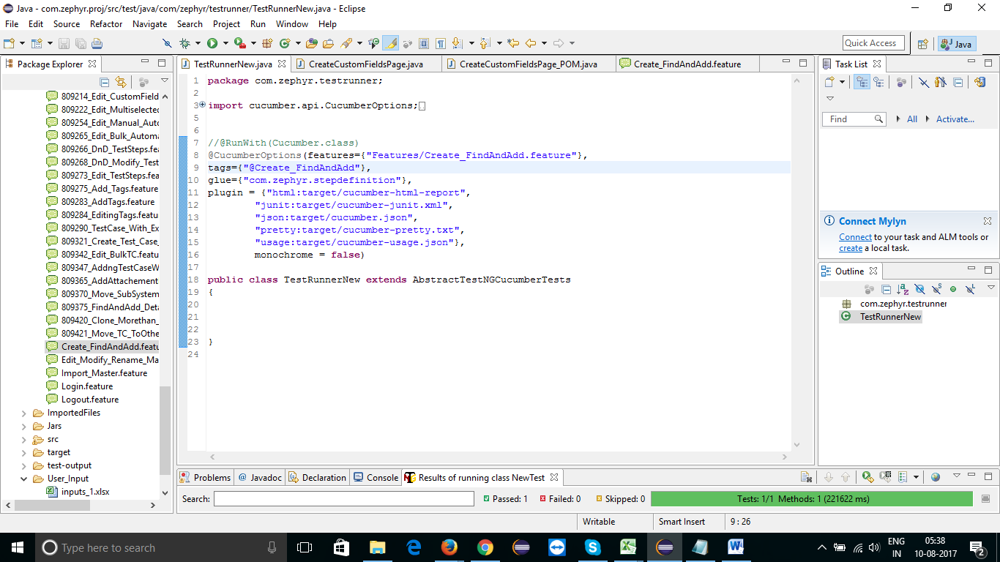 Java - com.zephyr.proj/src/test/java/com/zephyr/testrunner/TestRunnerNew.java - Eclipse
File Edit Source Refactor Navigate Search Project Run Window Help
Quick Access
Java
Package Explorer
TestRunnerNew.java
CreateCustomFieldsPage.java
CreateCustomFieldsPage_POM.java
Create_FindAndAdd.feature
Task List
809214_Edit_CustomField
809222_Edit_Multiselected
809254_Edit_Manual_Auto
809265_Edit_Bulk_Automa
809266_DnD_TestSteps.fea
809268_DnD_Modify_Test
809273_Edit_TestSteps.fea
809275_Add_Tags.feature
809283_AddTags.feature
809284_EditingTags.featu
809290_TestCase_With_Ex
809321_Create_Test_Case_
809342_Edit_BulkTC.featu
809347_AddngTestCaseW
809365_AddAttachement
809370_Move_SubSystem
809375_FindAndAdd_Deta
809420_Clone_Morethan_
809421_Move_TC_ToOthe
Create_FindAndAdd.featu
Edit_Modify_Rename_Ma
Import_Master.feature
Login.feature
Logout.feature
ImportedFiles
Jars
src
target
test-output
User_Input
inputs_1.xlsx
1 package com.zephyr.testrunner;
2
3 import cucumber.api.CucumberOptions;
5
6
7 //@RunWith(Cucumber.class)
8 @CucumberOptions(features={"Features/Create_FindAndAdd.feature"},
9 tags={"@Create_FindAndAdd"},
10 glue={"com.zephyr.stepdefinition"},
11 plugin = {"html:target/cucumber-html-report",
12 "junit:target/cucumber-junit.xml",
13 "json:target/cucumber.json",
14 "pretty:target/cucumber-pretty.txt",
15 "usage:target/cucumber-usage.json"},
16 monochrome = false)
17
18 public class TestRunnerNew extends AbstractTestNGCucumberTests
19 {
20
21
22
23 }
24
Find
All
Activate...
Connect Mylyn
Connect to your task and ALM tools or
create a local task.
Outline
com.zephyr.testrunner
TestRunnerNew
Problems
@ Javadoc
Declaration
Console
Results of running class NewTest
Search:
Passed: 1
Failed: 0
Skipped: 0
Tests: 1/1 Methods: 1 (221622 ms)
Writable
Smart Insert
9 : 26
Type here to search
ENG
IN
05:38
10-08-2017
2